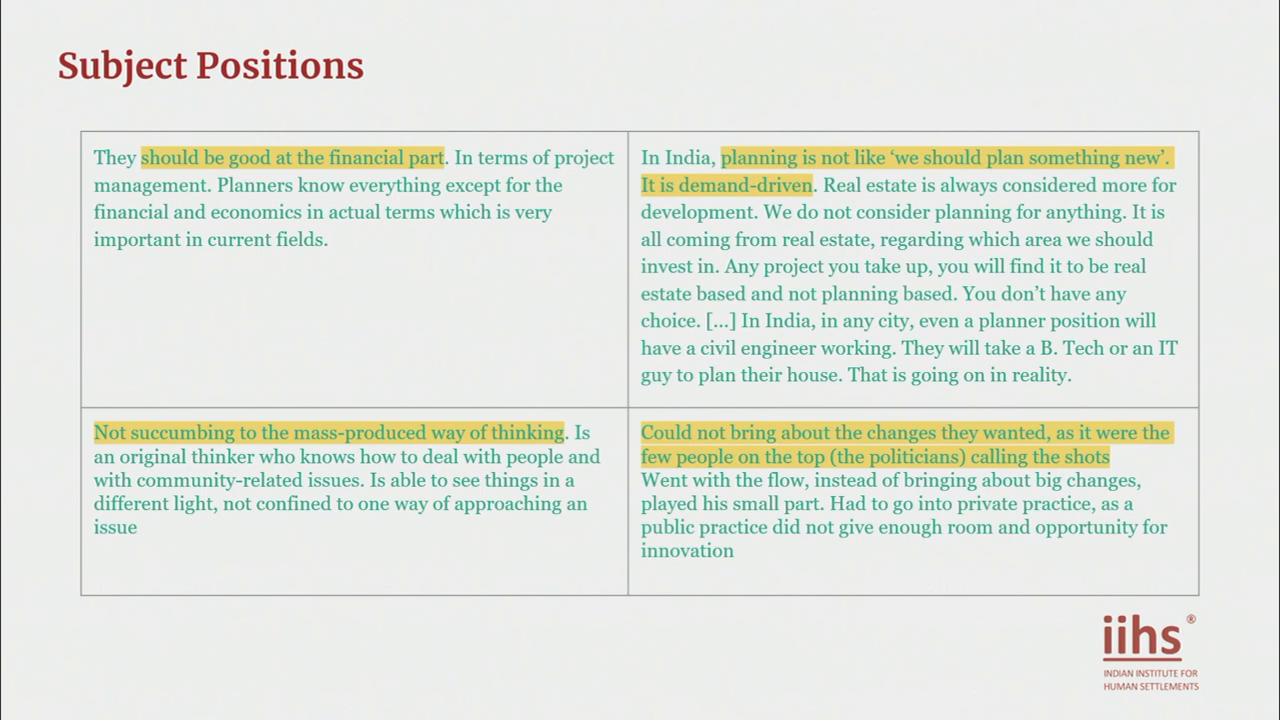 Subject Positions
They should be good at the financial part. In terms of project
management. Planners know everything except for the
financial and economics in actual terms which is very
important in current fields.
In India, planning is not like ‘we should plan something new’.
It is demand-driven. Real estate is always considered more for
development. We do not consider planning for anything. It is
all coming from real estate, regarding which area we should
invest in. Any project you take up, you will find it to be real
estate based and not planning based. You don’t have any
choice. [...] In India, in any city, even a planner position will
have a civil engineer working. They will take a B. Tech or an IT
guy to plan their house. That is going on in reality.
Not succumbing to the mass-produced way of thinking. Is
an original thinker who knows how to deal with people and
with community-related issues. Is able to see things in a
different light, not confined to one way of approaching an
issue
Could not bring about the changes they wanted, as it were the
few people on the top (the politicians) calling the shots
Went with the flow, instead of bringing about big changes,
played his small part. Had to go into private practice, as a
public practice did not give enough room and opportunity for
innovation
iihs®
INDIAN INSTITUTE FOR
HUMAN SETTLEMENTS